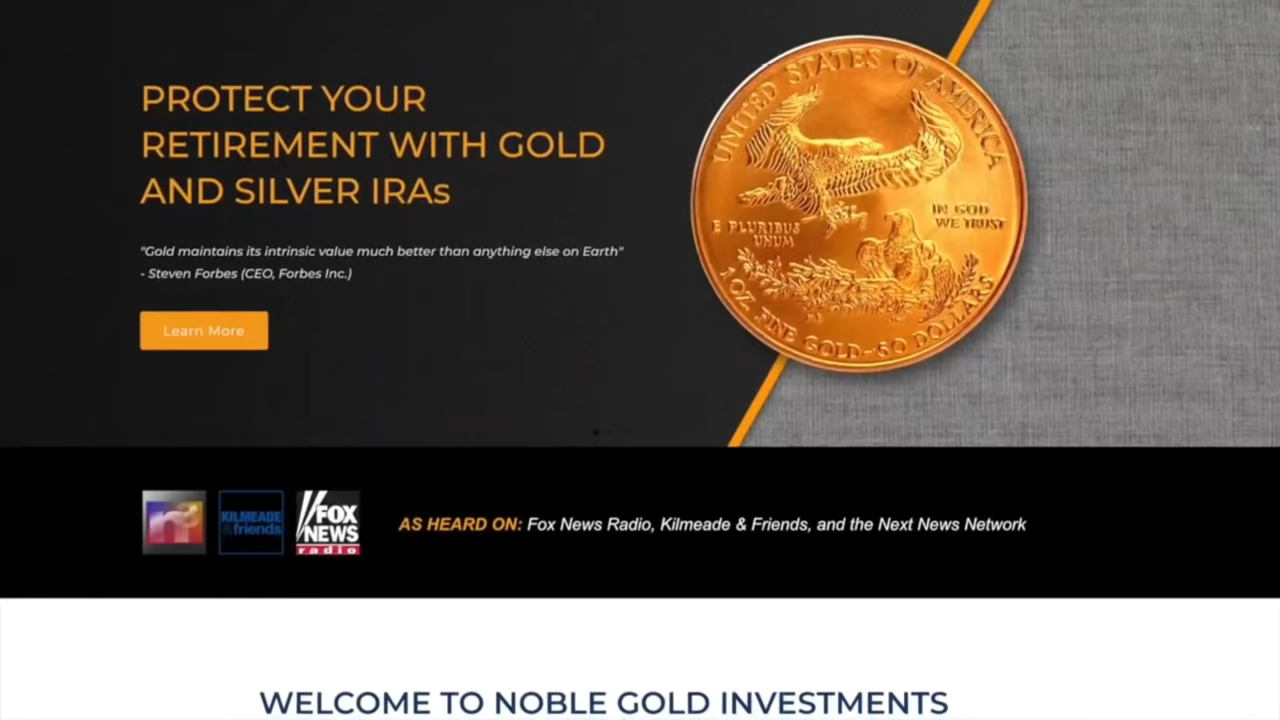 PROTECT YOUR
RETIREMENT WITH GOLD
AND SILVER IRAs
"Gold maintains its intrinsic value much better than anything else on Earth"
- Steven Forbes (CEO, Forbes Inc.)
Learn More
UNITED STATES OF AMERICA
E PLURIBUS
UNUM
IN GOD
WE TRUST
1 OZ. FINE GOLD-50 DOLLARS
KILMEADE
&friends
FOX
NEWS
radio
AS HEARD ON: Fox News Radio, Kilmeade & Friends, and the Next News Network
WELCOME TO NOBLE GOLD INVESTMENTS